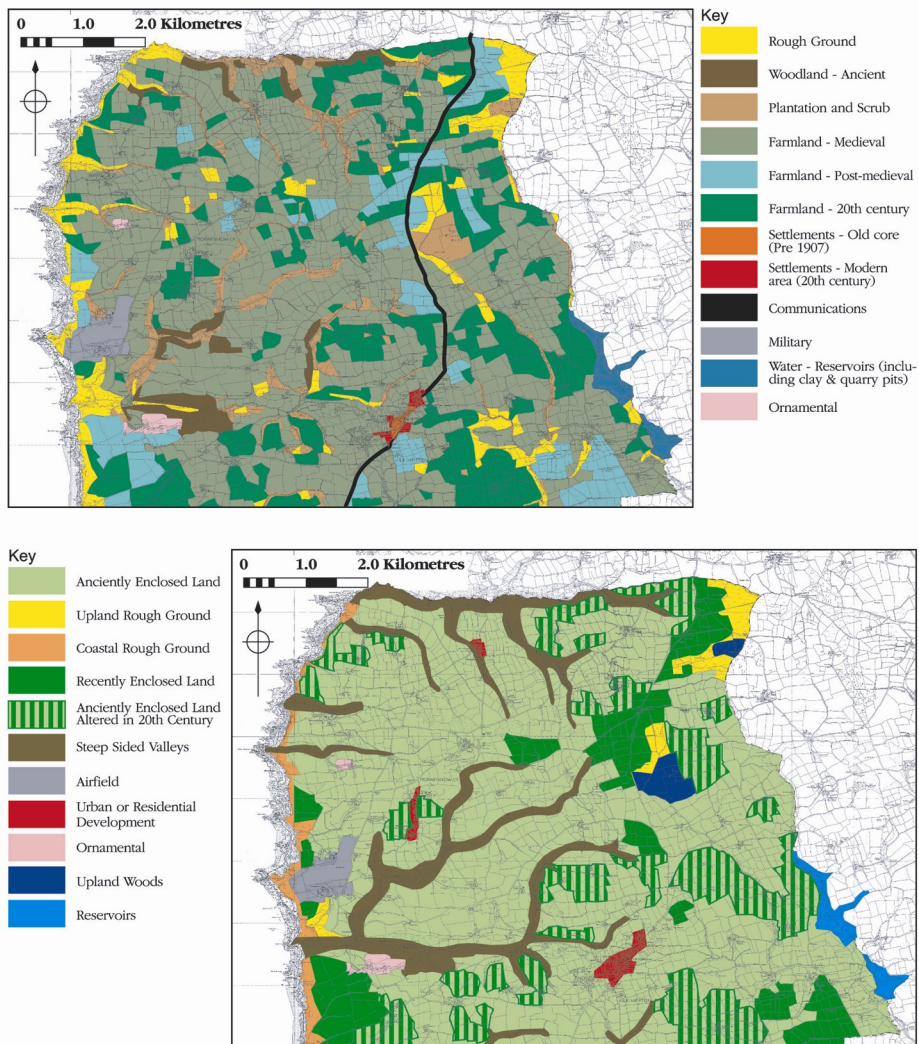 0 1.0 2.0 Kilometres
Key
Rough Ground
Woodland - Ancient
Plantation and Scrub
Farmland - Medieval
Farmland - Post-medieval
Farmland - 20th century
Settlements - Old core
(Pre 1907)
Settlements - Modern
area (20th century)
Communications
Military
Water - Reservoirs (inclu-
ding clay & quarry pits)
Ornamental
Key
Anciently Enclosed Land
Upland Rough Ground
Coastal Rough Ground
Recently Enclosed Land
Anciently Enclosed Land
Altered in 20th Century
Steep Sided Valleys
Airfield
Urban or Residential
Development
Ornamental
Upland Woods
Reservoirs
0 1.0 2.0 Kilometres